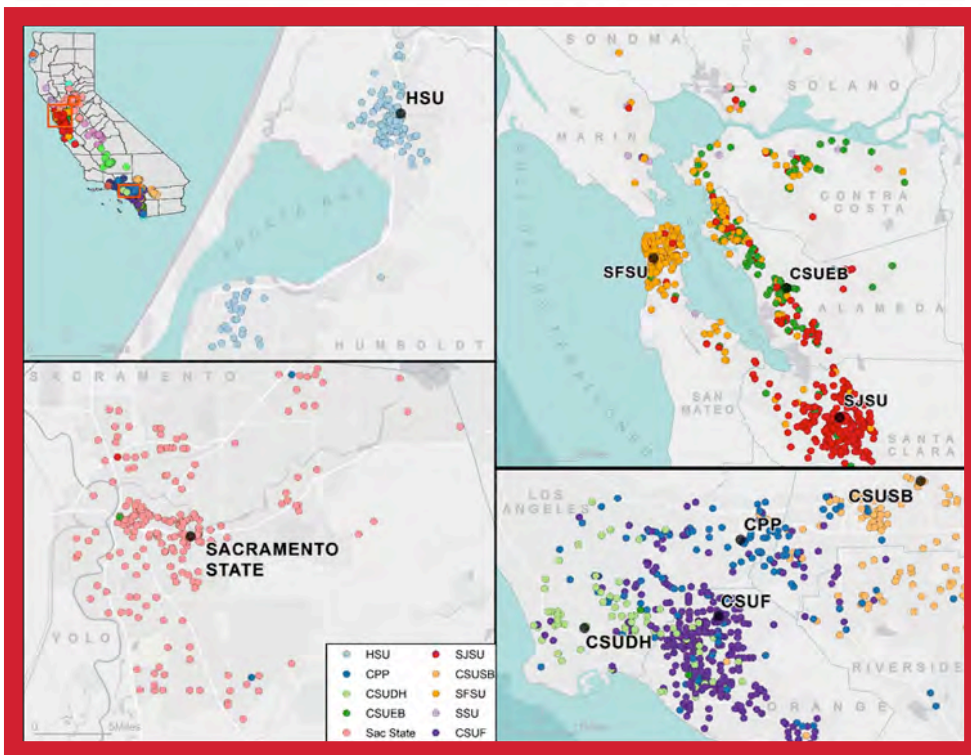 HSU
HUMBOLDT
SONOMA
SOLANO
MARIN
CONTRA
COSTA
SFSU
CSUEB
ALAMEDA
SAN
MATEO
SJSU
SANTA
CLARA
SACRAMENTO
SACRAMENTO
STATE
YOLO
0 5Miles
HSU
CPP
CSUDH
CSUEB
Sac State
SJSU
CSUSB
SFSU
SSU
CSUF
LOS
ANGELES
CSUSB
CPP
CSUF
CSUDH
RIVERSIDE
ORANGE